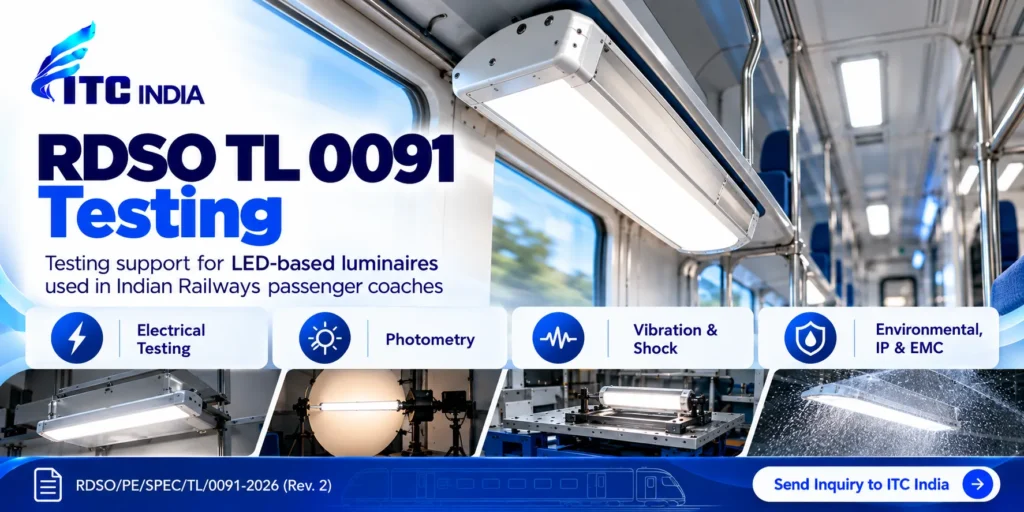 ITC INDIA
RDSO TL 0091
Testing
Testing support for LED-based luminaires
used in Indian Railways passenger coaches
Electrical
Testing
Photometry
Vibration &
Shock
Environmental,
IP & EMC
RDSO/PE/SPEC/TL/0091-2026 (Rev. 2)
Send Inquiry to ITC India